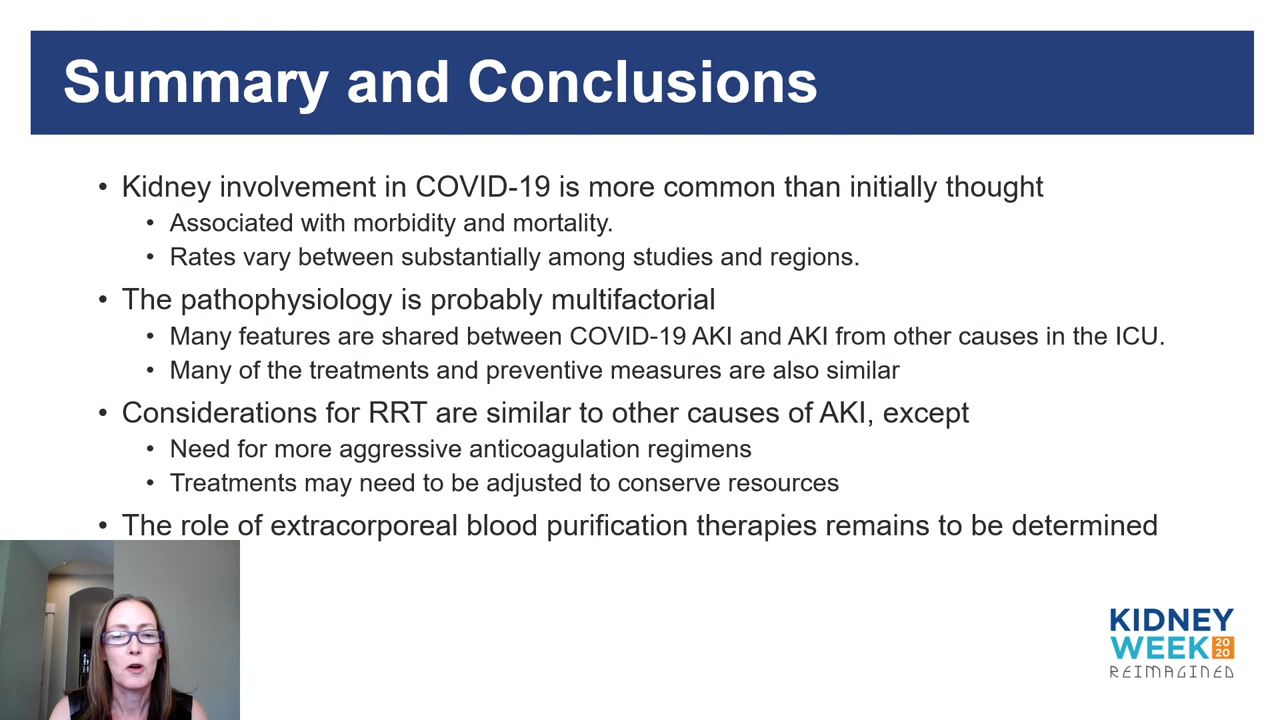 Summary and Conclusions
• Kidney involvement in COVID-19 is more common than initially thought
• Associated with morbidity and mortality.
• Rates vary between substantially among studies and regions.
• The pathophysiology is probably multifactorial
• Many features are shared between COVID-19 AKI and AKI from other causes in the ICU.
• Many of the treatments and preventive measures are also similar
• Considerations for RRT are similar to other causes of AKI, except
• Need for more aggressive anticoagulation regimens
• Treatments may need to be adjusted to conserve resources
• The role of extracorporeal blood purification therapies remains to be determined
KIDNEY
WEEK 2020
REIMAGINED